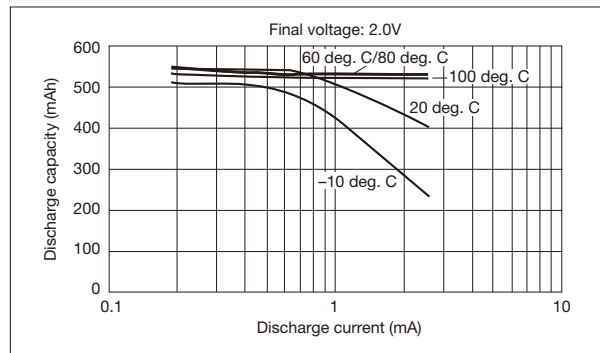 Final voltage: 2.0V
600
500
400
300
200
100
0
Discharge capacity (mAh)
60 deg. C/80 deg. C
100 deg. C
20 deg. C
–10 deg. C
0.1
1
10
Discharge current (mA)